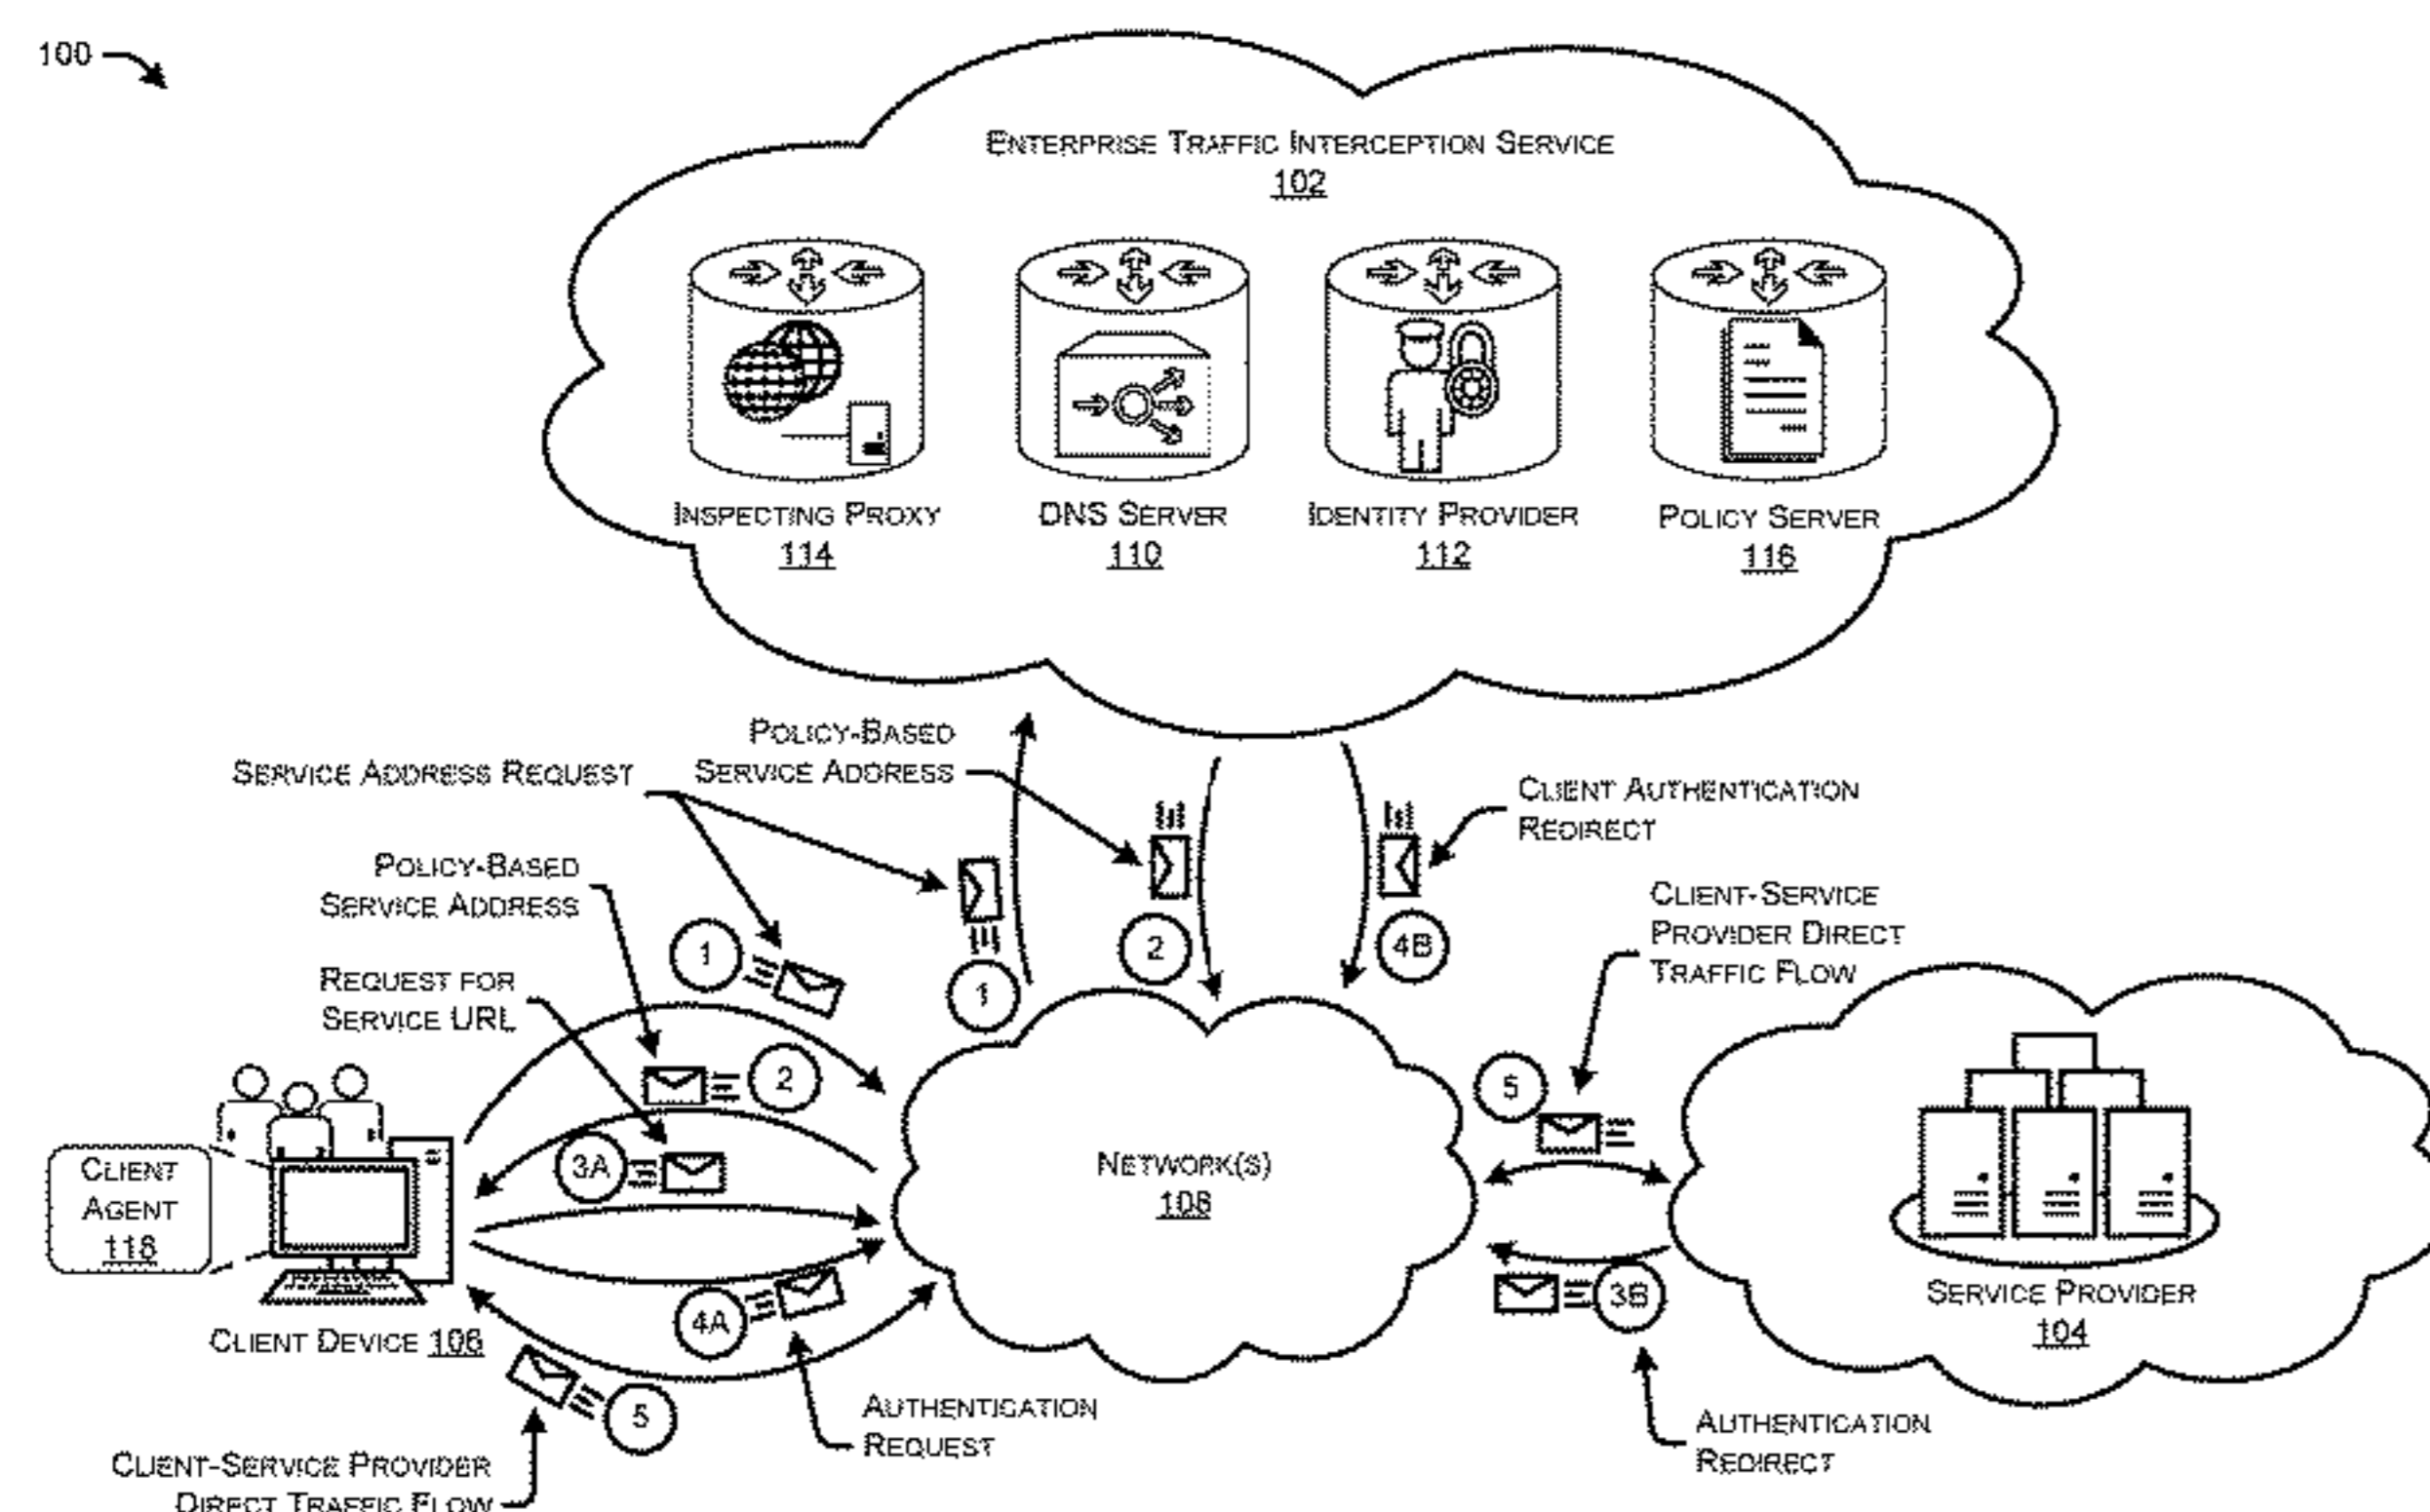 100
ENTERPRISE TRAFFIC INTERCEPTION SERVICE
102
INSPECTING PROXY
114
DNS SERVER
110
IDENTITY PROVIDER
112
POLICY SERVER
116
POLICY-BASED
SERVICE ADDRESS
SERVICE ADDRESS REQUEST
CLIENT AUTHENTICATION
REDIRECT
POLICY-BASED
SERVICE ADDRESS
CLIENT-SERVICE
PROVIDER DIRECT
TRAFFIC FLOW
REQUEST FOR
SERVICE URL
1
1
2
4B
2
3A
5
CLIENT
AGENT
118
NETWORK(S)
108
4A
3B
SERVICE PROVIDER
104
CLIENT DEVICE 106
5
AUTHENTICATION
REQUEST
AUTHENTICATION
REDIRECT
CLIENT-SERVICE PROVIDER
DIRECT TRAFFIC FLOW